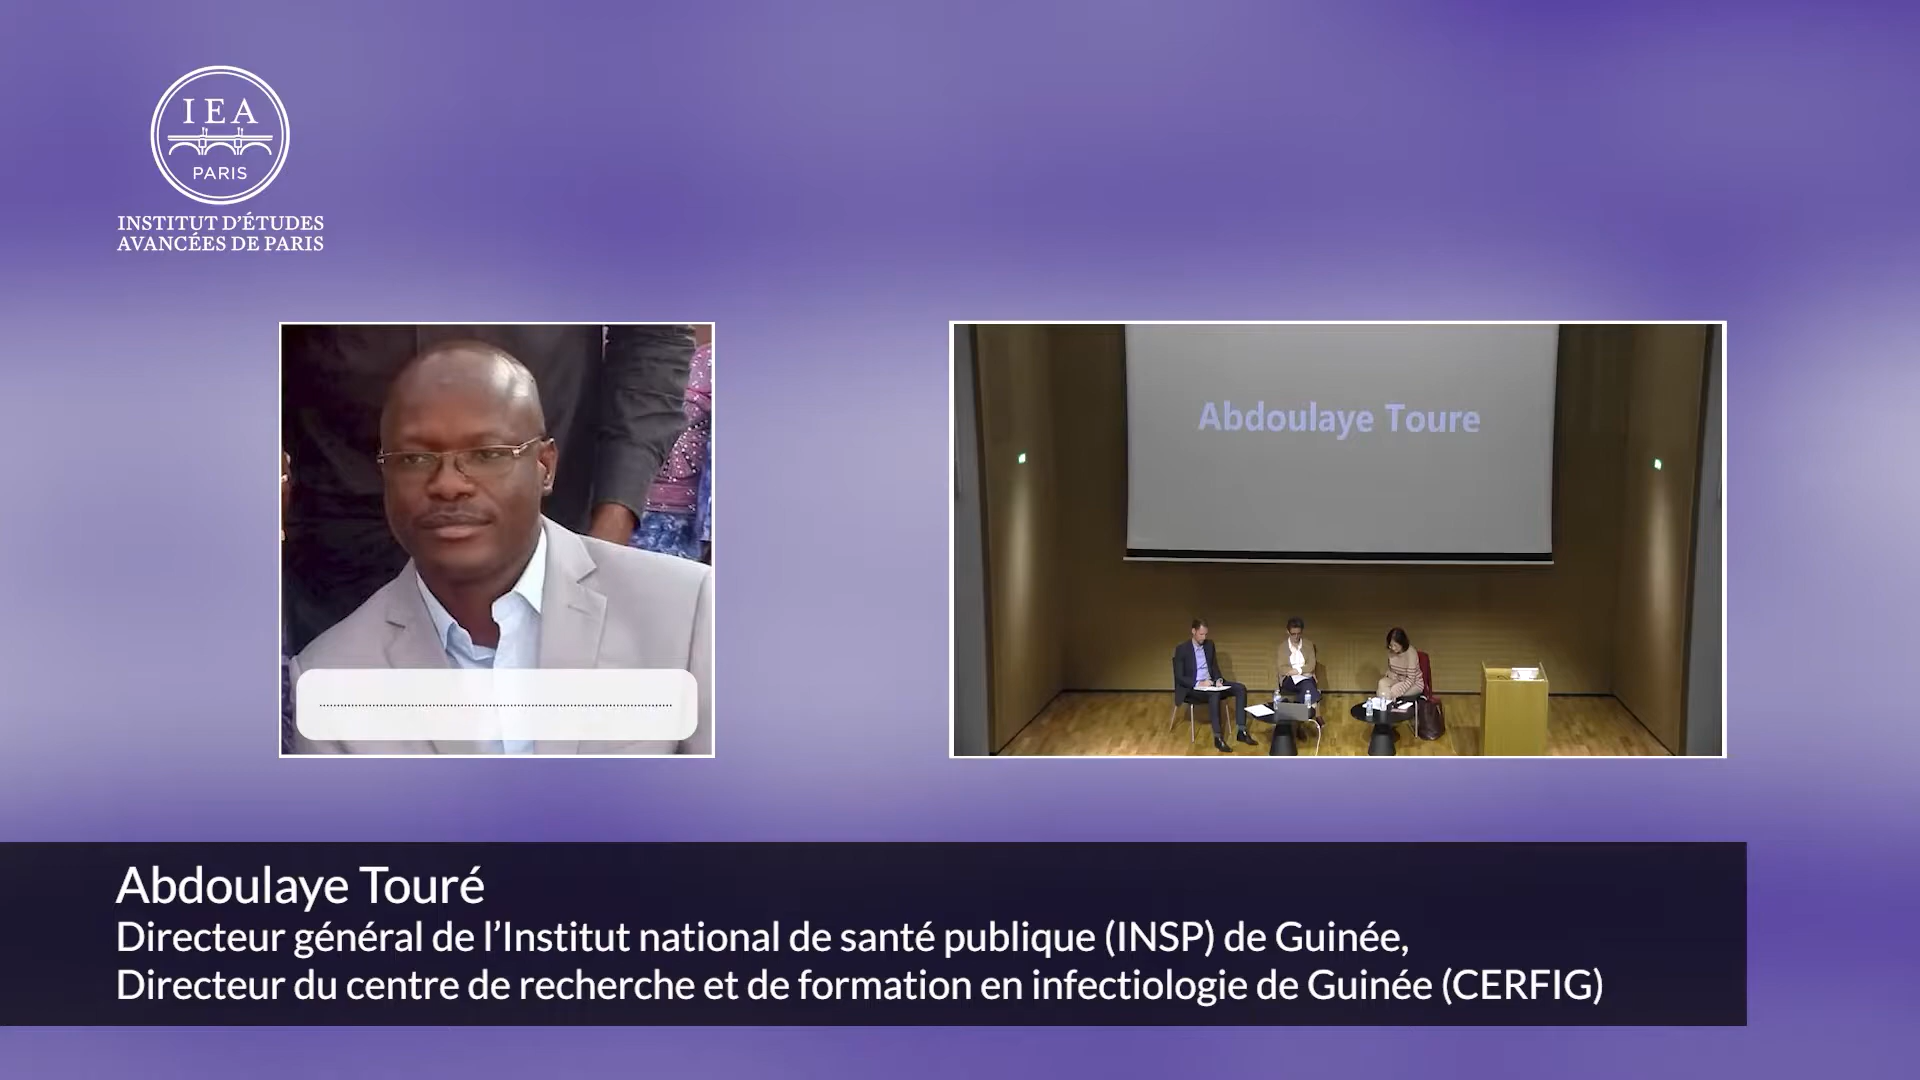 IEA
PARIS
INSTITUT D'ÉTUDES
AVANCÉES DE PARIS
Abdoulaye Toure
Abdoulaye Touré
Directeur général de l’Institut national de santé publique (INSP) de Guinée,
Directeur du centre de recherche et de formation en infectiologie de Guinée (CERFIG)